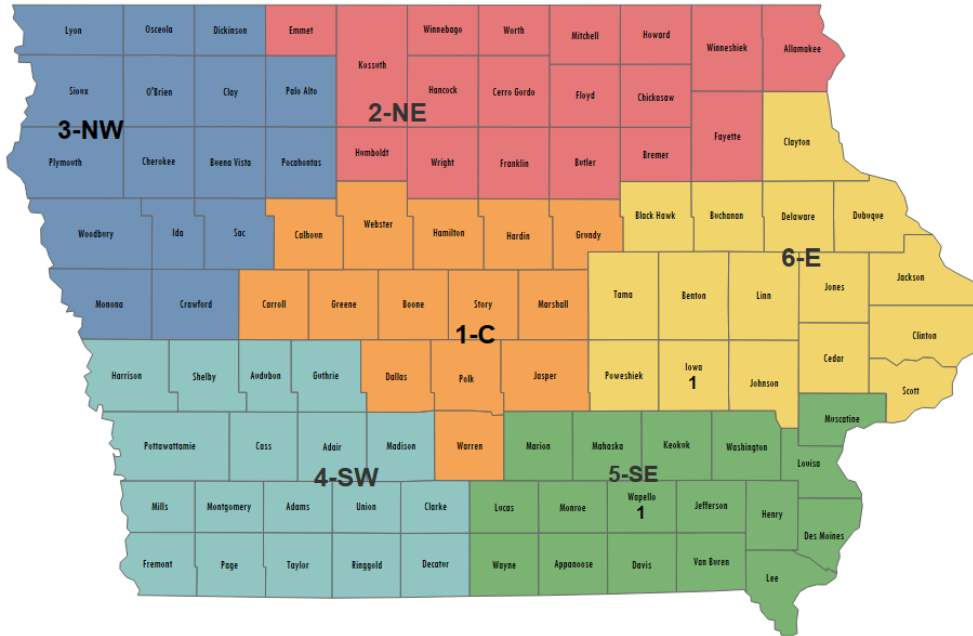 Lyon Osceola Dickinson Emmet Winnebago Worth Mitchell Howard Winneshiek Allamakee
Kossuth
Sioux O'Brien Clay Palo Alto Hancock Cerro Gordo Floyd Chickasaw
3-NW 2-NE
Fayette Clayton
Plymouth Cherokee Buena Vista Pocahontas Humboldt Wright Franklin Butler Bremer
Black Hawk Buchanan Delaware Dubuque
Woodbury Ida Sac Calhoun Webster Hamilton Hardin Grundy
6-E
Jackson
Monona Crawford Carroll Greene Boone Story Marshall Tama Benton Linn Jones
1-C
Clinton
Harrison Shelby Audubon Guthrie Dallas Polk Jasper Poweshiek Iowa Johnson Cedar
1
Scott
Muscatine
Pottawattamie Cass Adair Madison Warren Marion Mahaska Keokuk Washington
Louisa
4-SW 5-SE
Mills Montgomery Adams Union Clarke Lucas Monroe Wapello Jefferson Henry
1
Des Moines
Fremont Page Taylor Ringgold Decatur Wayne Appanoose Davis Van Buren
Lee